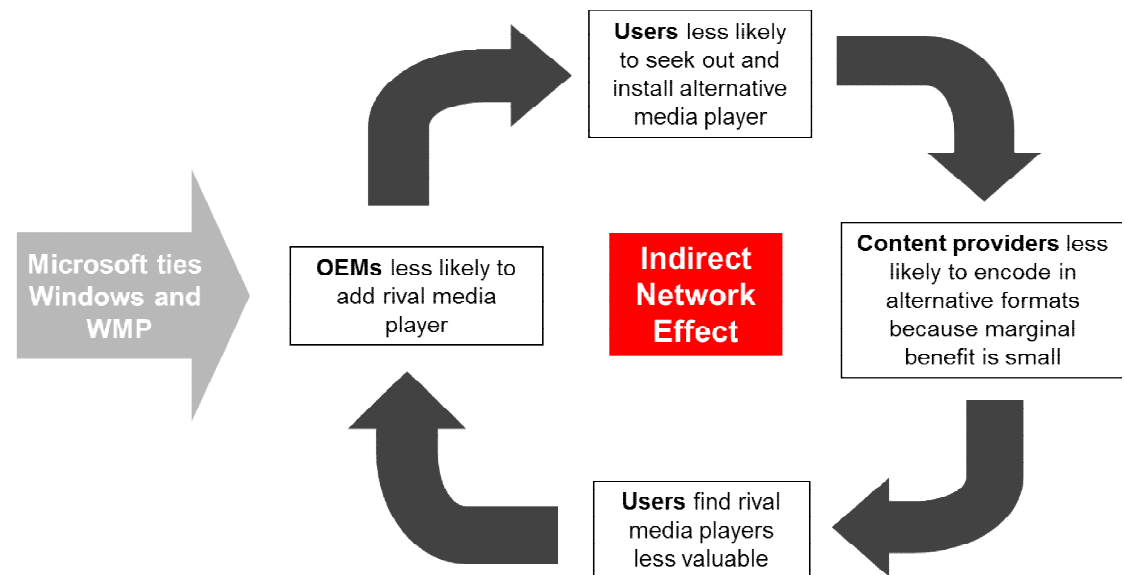 Users less likely
to seek out and
install alternative
media player
Microsoft ties
Windows and
WMP
OEMs less likely to
add rival media
player
Indirect
Network
Effect
Content providers less
likely to encode in
alternative formats
because marginal
benefit is small
Users find rival
media players
less valuable